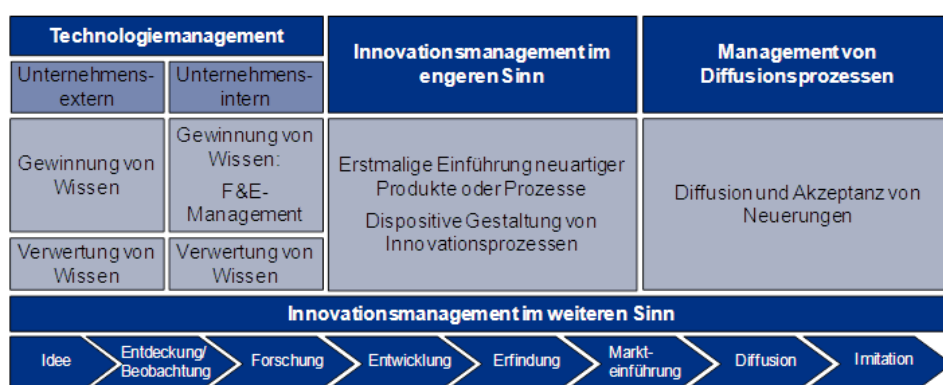 Technologiemanagement
Unternehmens-
extern
Unternehmens-
intern
Innovationsmanagement im
engeren Sinn
Management von
Diffusionsprozessen
Gewinnung von
Wissen
Gewinnung von
Wissen:
F&E-
Management
Verwertung von
Wissen
Verwertung von
Wissen
Erstmalige Einführung neuartiger
Produkte oder Prozesse
Dispositive Gestaltung von
Innovationsprozessen
Diffusion und Akzeptanz von
Neuerungen
Innovationsmanagement im weiteren Sinn
Idee
Entdeckung/
Beobachtung
Forschung
Entwicklung
Erfindung
Markt-
einführung
Diffusion
Imitation